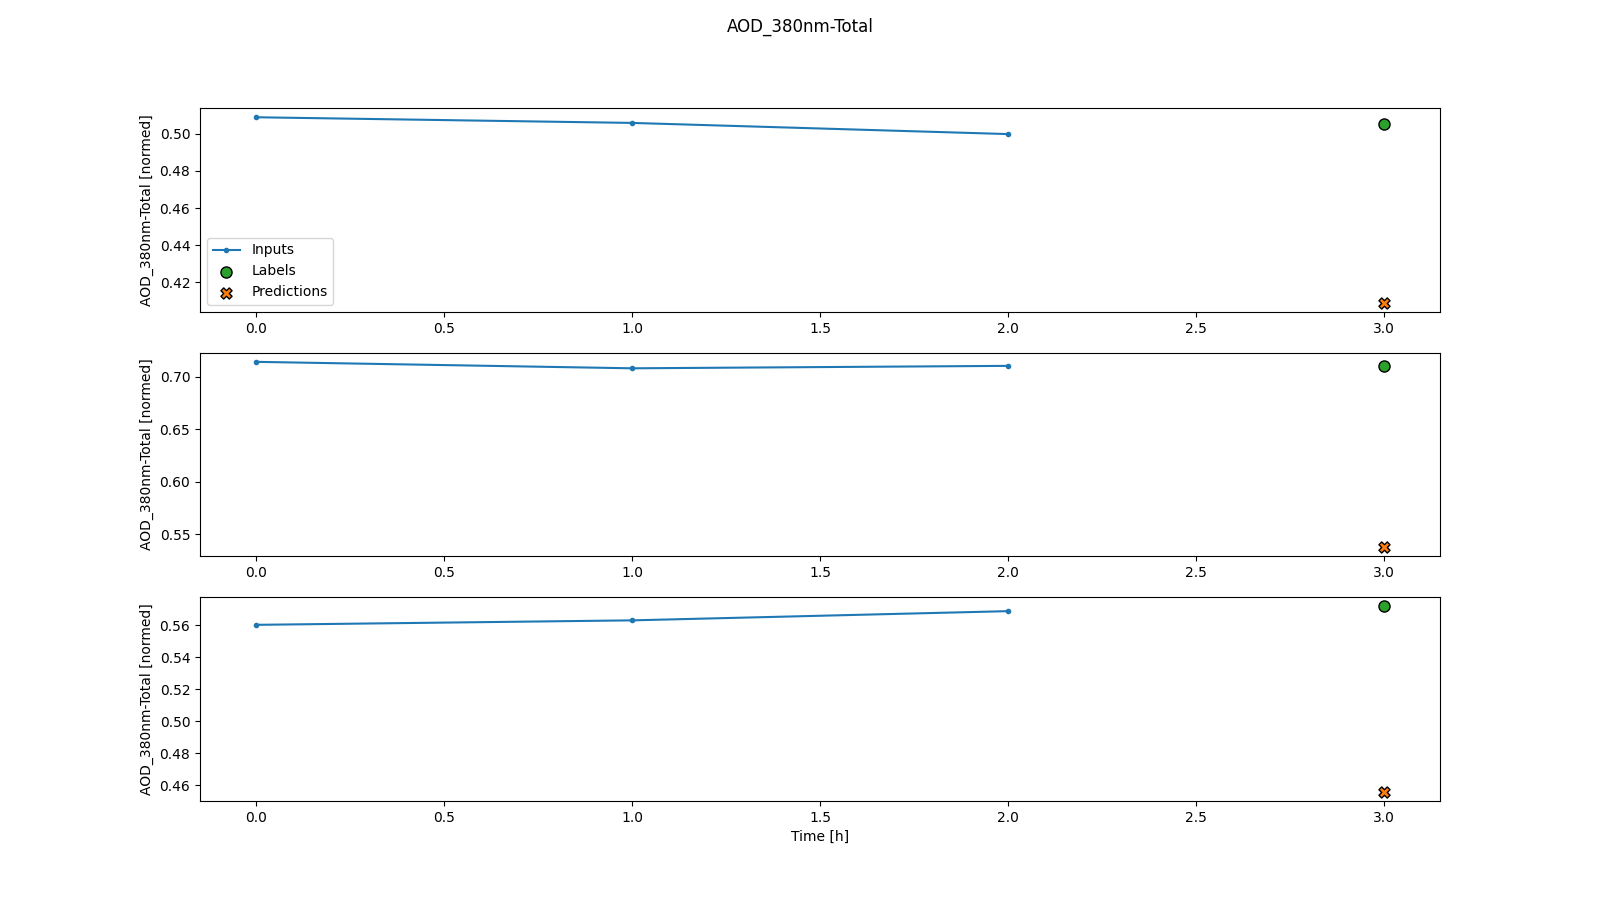 AOD_380nm-Total
AOD_380nm-Total [normed]
0.50
0.48
0.46
0.44
0.42
Inputs
Labels
Predictions
0.0 0.5 1.0 1.5 2.0 2.5 3.0
AOD_380nm-Total [normed]
0.70
0.65
0.60
0.55
0.0 0.5 1.0 1.5 2.0 2.5 3.0
AOD_380nm-Total [normed]
0.56
0.54
0.52
0.50
0.48
0.46
0.0 0.5 1.0 1.5 2.0 2.5 3.0
Time [h]